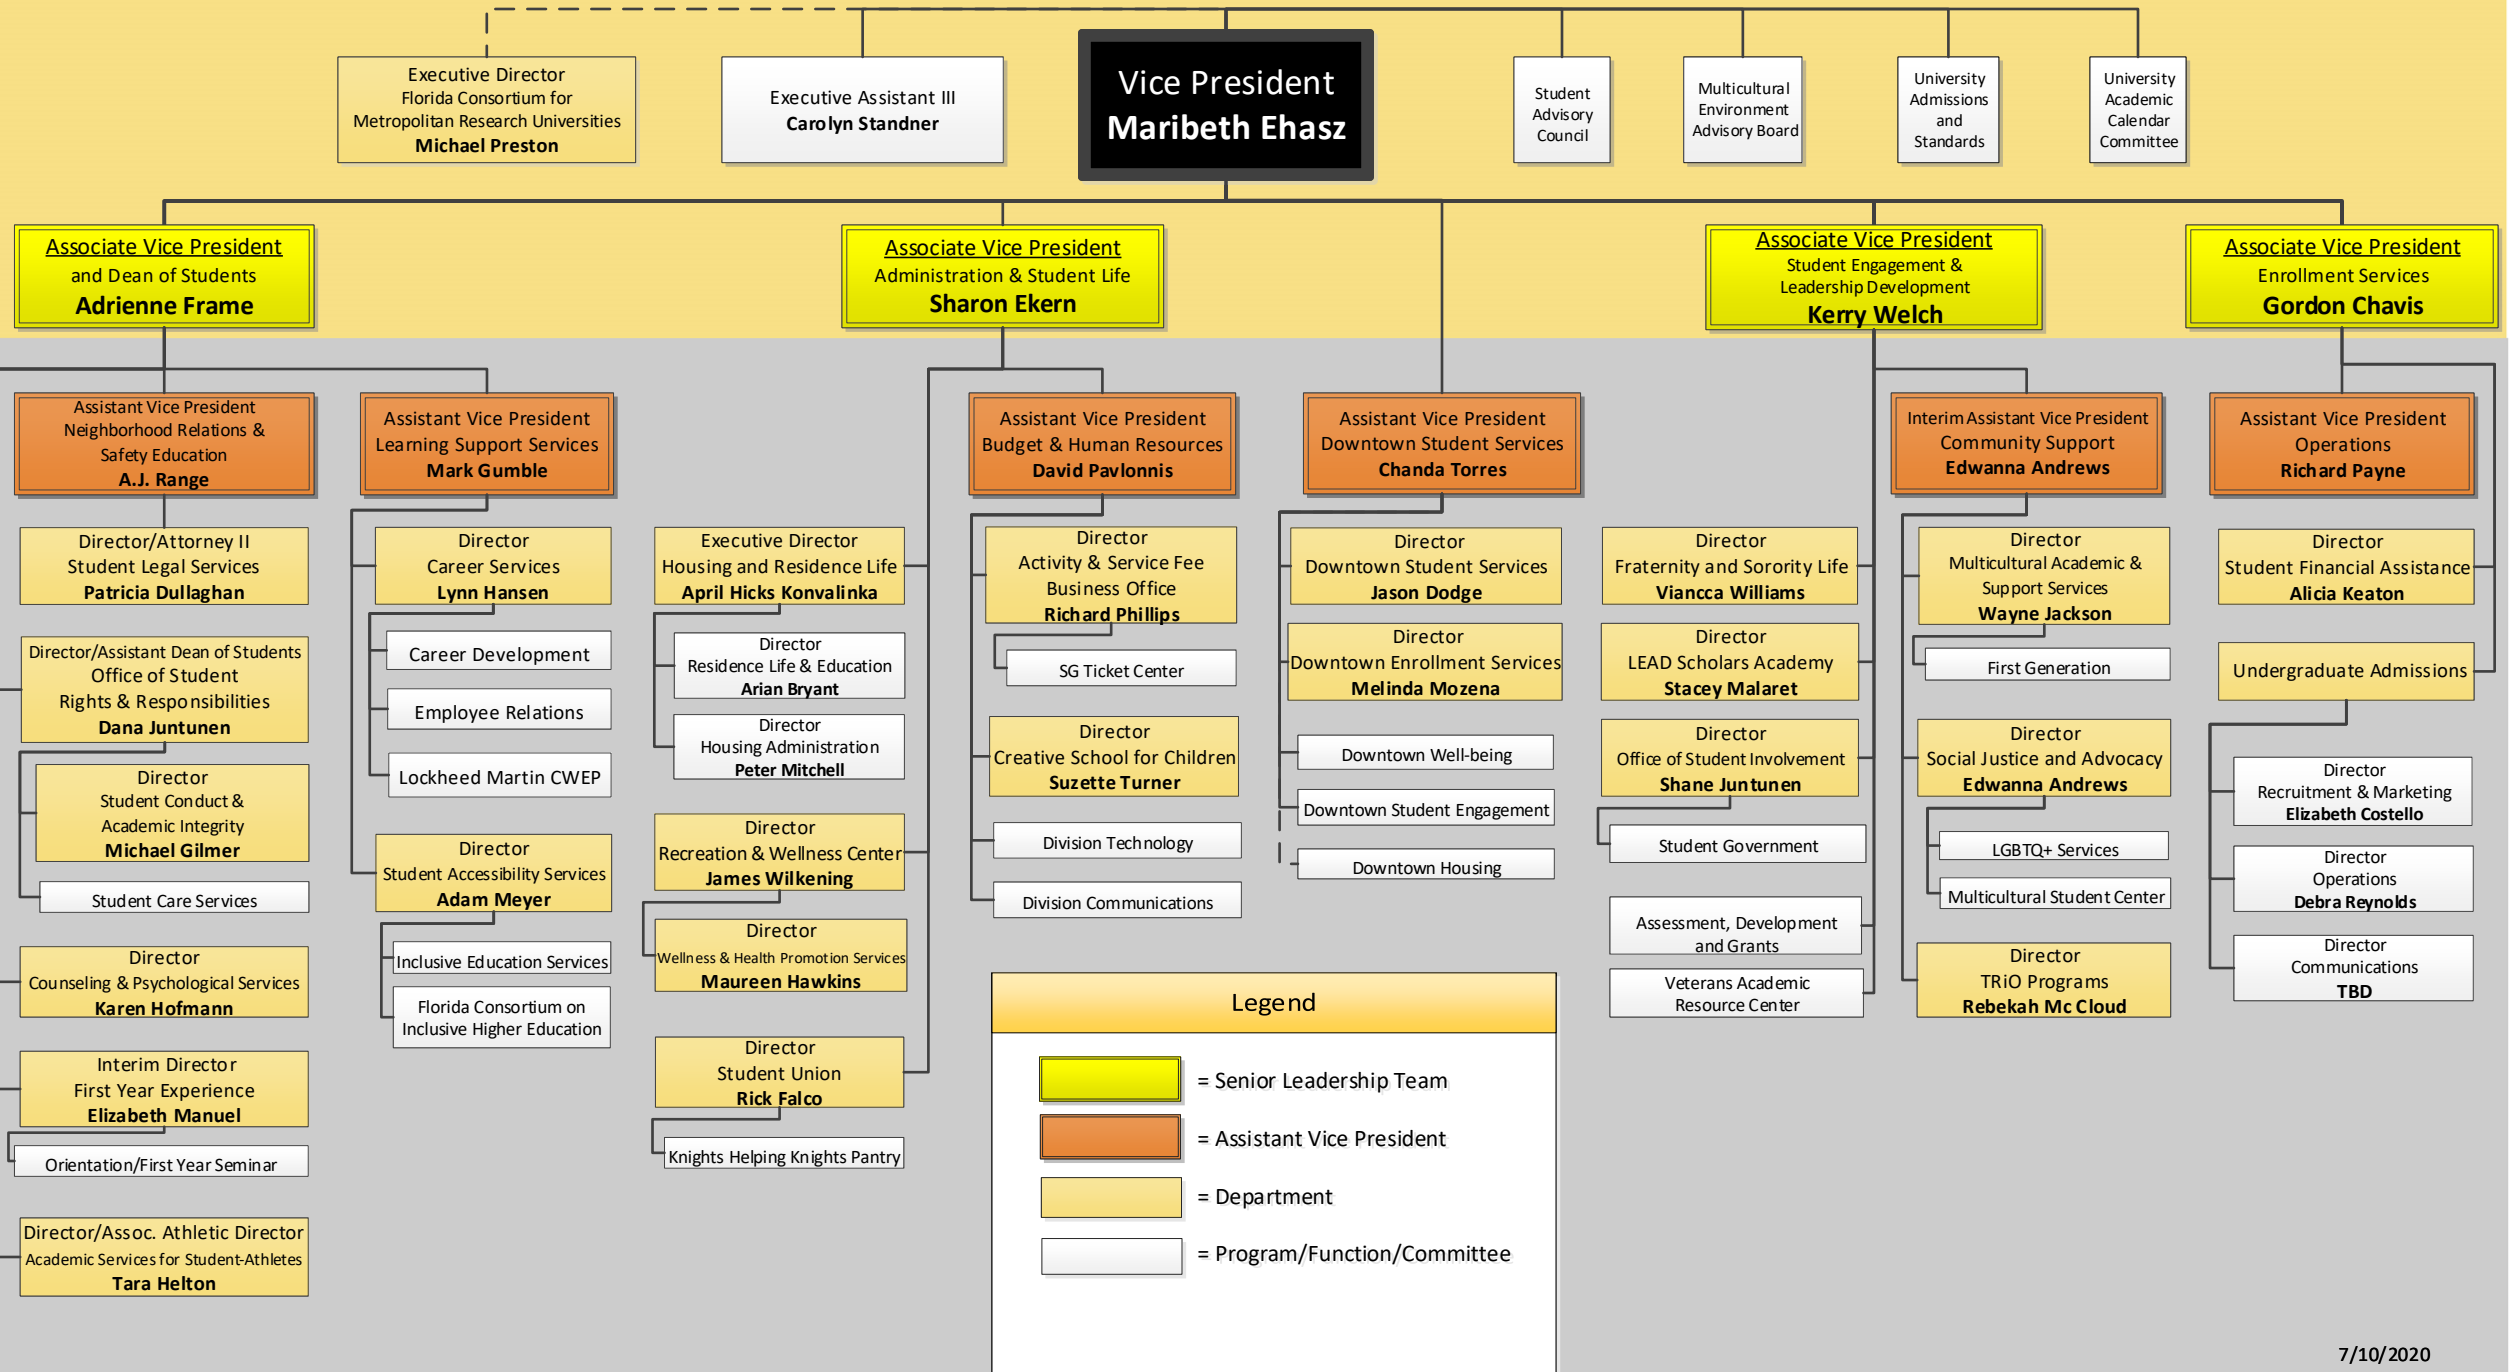 Executive Director
Florida Consortium for
Metropolitan Research Universities
Michael Preston
Executive Assistant III
Carolyn Standner
Vice President
Maribeth Ehasz
Student
Advisory
Council
Multicultural
Environment
Advisory Board
University
Admissions
and
Standards
University
Academic
Calendar
Committee
Associate Vice President
and Dean of Students
Adrienne Frame
Associate Vice President
Administration & Student Life
Sharon Ekern
Associate Vice President
Student Engagement &
Leadership Development
Kerry Welch
Associate Vice President
Enrollment Services
Gordon Chavis
Assistant Vice President
Neighborhood Relations &
Safety Education
A.J. Range
Assistant Vice President
Learning Support Services
Mark Gumble
Assistant Vice President
Budget & Human Resources
David Pavlonnis
Assistant Vice President
Downtown Student Services
Chanda Torres
Interim Assistant Vice President
Community Support
Edwanna Andrews
Assistant Vice President
Operations
Richard Payne
Director/Attorney II
Student Legal Services
Patricia Dullaghan
Director/Assistant Dean of Students
Office of Student
Rights & Responsibilities
Dana Juntunen
Director
Student Conduct &
Academic Integrity
Michael Gilmer
Student Care Services
Director
Counseling & Psychological Services
Karen Hofmann
Interim Director
First Year Experience
Elizabeth Manuel
Orientation/First Year Seminar
Director/Assoc. Athletic Director
Academic Services for Student-Athletes
Tara Helton
Director
Career Services
Lynn Hansen
Career Development
Employee Relations
Lockheed Martin CWEP
Director
Student Accessibility Services
Adam Meyer
Inclusive Education Services
Florida Consortium on
Inclusive Higher Education
Executive Director
Housing and Residence Life
April Hicks Konvalinka
Director
Residence Life & Education
Arian Bryant
Director
Housing Administration
Peter Mitchell
Director
Recreation & Wellness Center
James Wilkening
Director
Wellness & Health Promotion Services
Maureen Hawkins
Director
Student Union
Rick Falco
Knights Helping Knights Pantry
Director
Activity & Service Fee
Business Office
Richard Phillips
SG Ticket Center
Director
Creative School for Children
Suzette Turner
Division Technology
Division Communications
Director
Downtown Student Services
Jason Dodge
Director
Downtown Enrollment Services
Melinda Mozena
Downtown Well-being
Downtown Student Engagement
Downtown Housing
Director
Fraternity and Sorority Life
Viancca Williams
Director
LEAD Scholars Academy
Stacey Malaret
Director
Office of Student Involvement
Shane Juntunen
Student Government
Assessment, Development
and Grants
Veterans Academic
Resource Center
Director
Multicultural Academic &
Support Services
Wayne Jackson
First Generation
Director
Social Justice and Advocacy
Edwanna Andrews
LGBTQ+ Services
Multicultural Student Center
Director
TRiO Programs
Rebekah Mc Cloud
Director
Student Financial Assistance
Alicia Keaton
Undergraduate Admissions
Director
Recruitment & Marketing
Elizabeth Costello
Director
Operations
Debra Reynolds
Director
Communications
TBD
Legend
= Senior Leadership Team
= Assistant Vice President
= Department
= Program/Function/Committee
7/10/2020